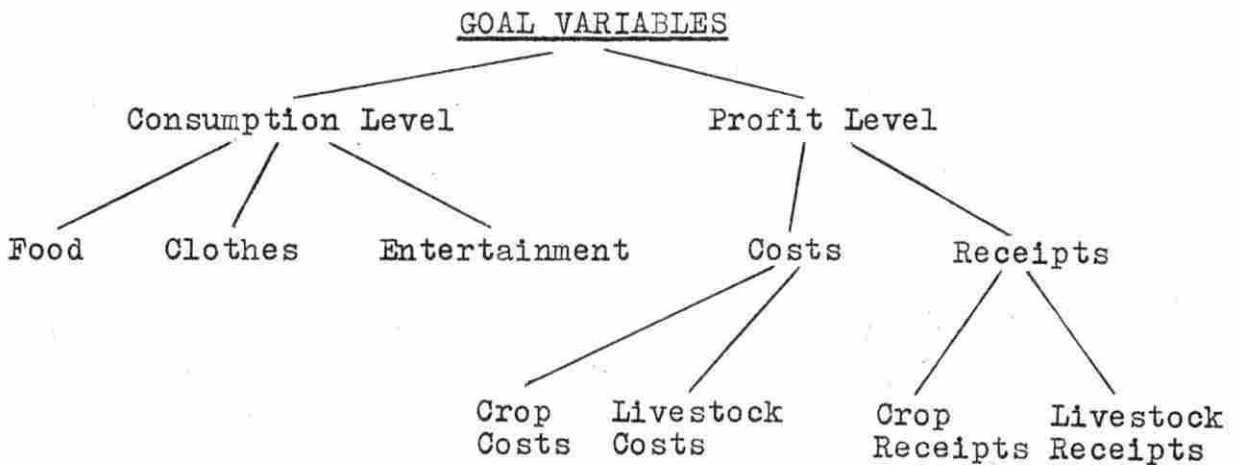 GOAL VARIABLES
Consumption Level Profit Level
Food Clothes Entertainment Costs Receipts
Crop Livestock Crop Livestock
Costs Costs Receipts Receipts